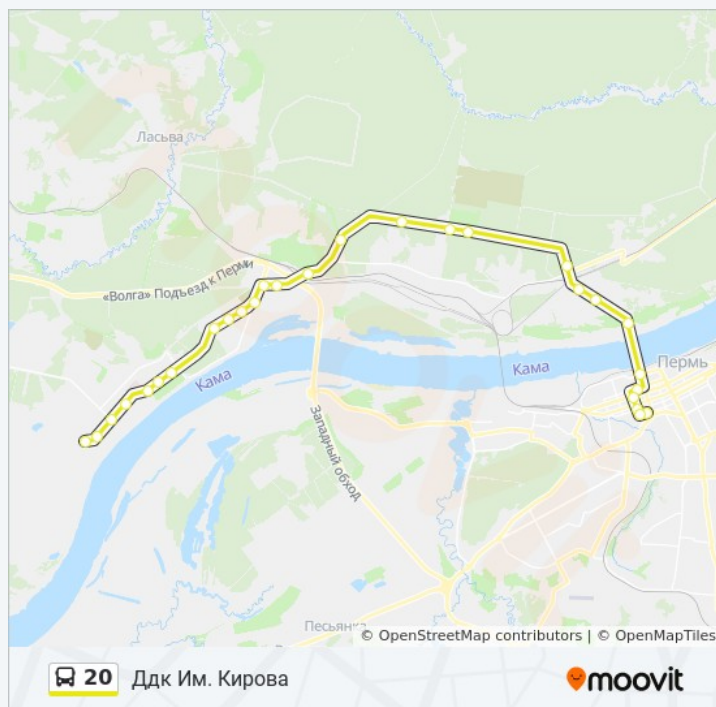 Ласьва
«Волга» Подъезд к Перми
Кама
Кама
Пермь
Западный обход
Песьянка
© OpenStreetMap contributors | © OpenMapTiles
20 Ддк Им. Кирова
moovit